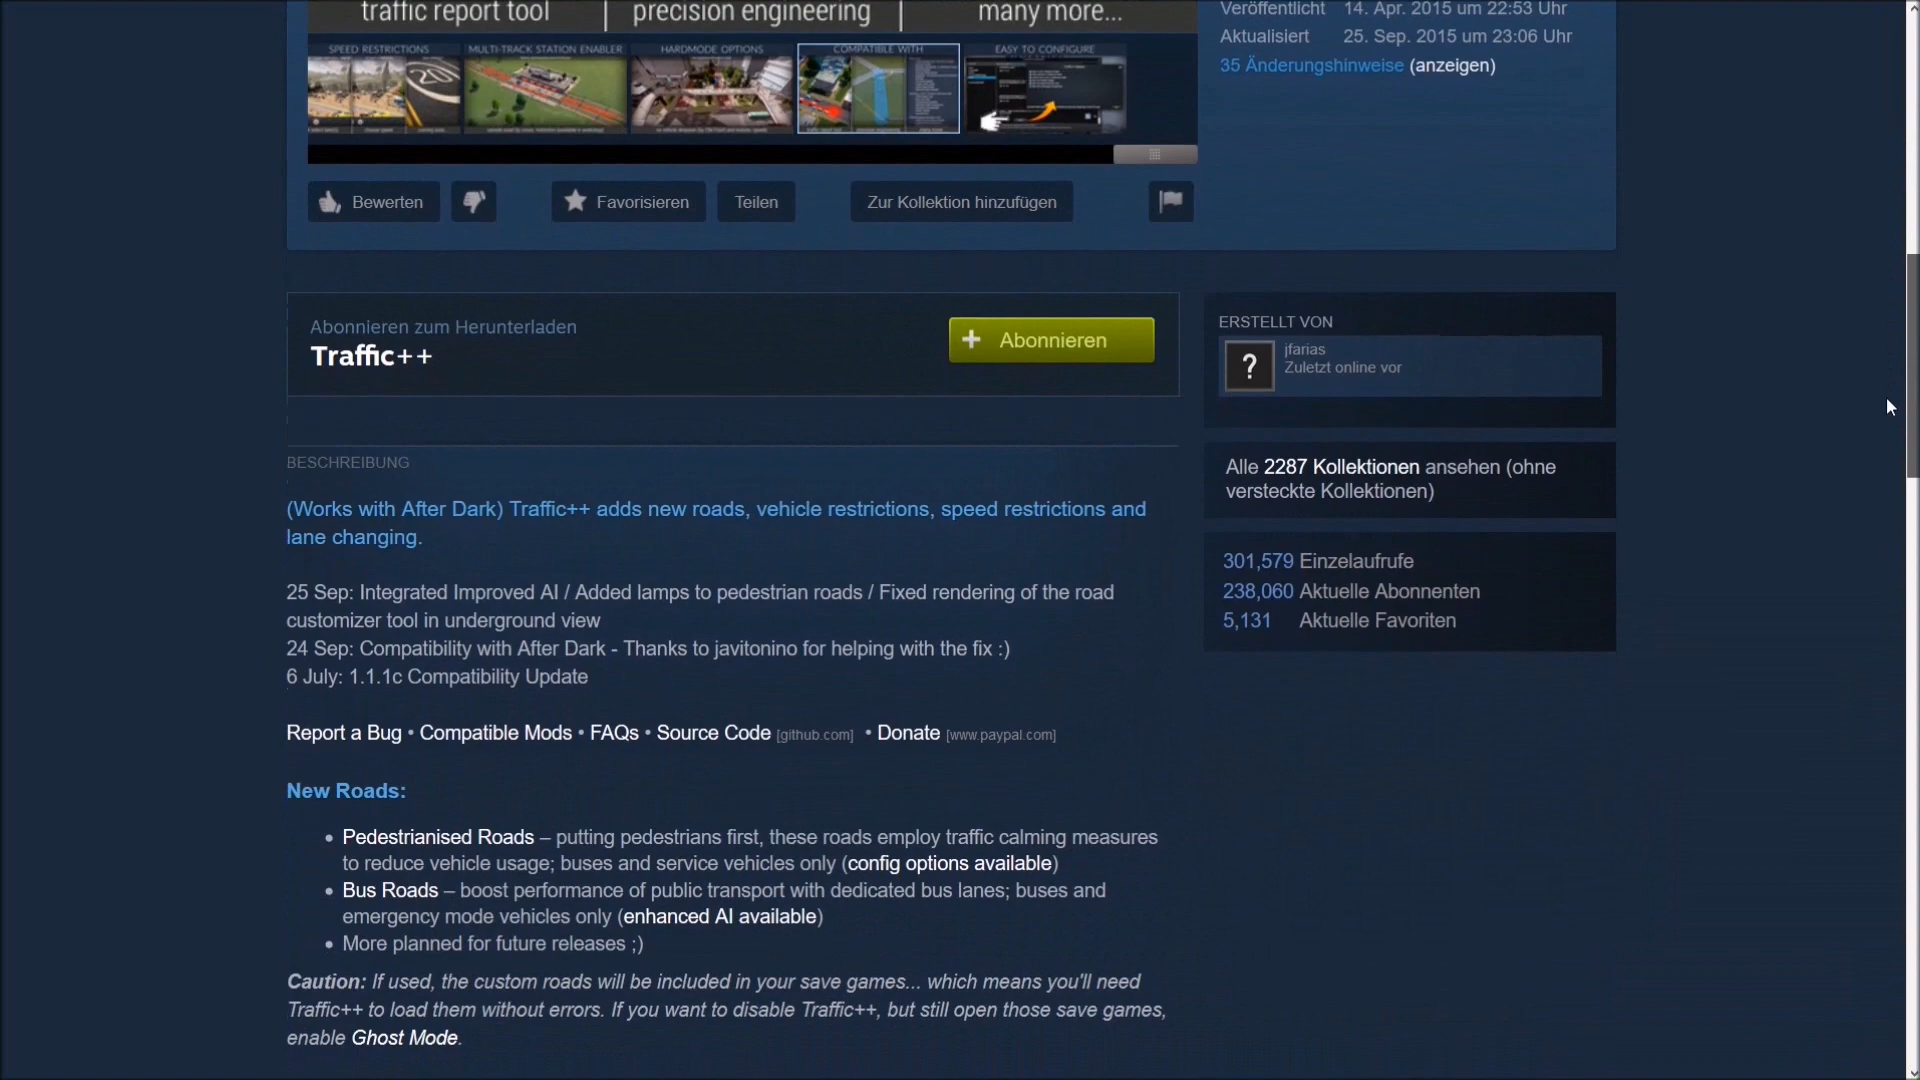 traffic report tool
precision engineering
many more...
Veröffentlicht 14. Apr. 2015 um 22:53 Uhr
Aktualisiert 25. Sep. 2015 um 23:06 Uhr
35 Änderungshinweise (anzeigen)
SPEED RESTRICTIONS
MULTI-TRACK STATION ENABLER
HARDMODE OPTIONS
COMPATIBLE WITH
EASY TO CONFIGURE
Bewerten
Favorisieren
Teilen
Zur Kollektion hinzufügen
Abonnieren zum Herunterladen
Traffic++
+ Abonnieren
ERSTELLT VON
?
jfarias
Zuletzt online vor
Alle 2287 Kollektionen ansehen (ohne
versteckte Kollektionen)
301,579 Einzelaufrufe
238,060 Aktuelle Abonnenten
5,131 Aktuelle Favoriten
BESCHREIBUNG
(Works with After Dark) Traffic++ adds new roads, vehicle restrictions, speed restrictions and
lane changing.
25 Sep: Integrated Improved AI / Added lamps to pedestrian roads / Fixed rendering of the road
customizer tool in underground view
24 Sep: Compatibility with After Dark - Thanks to javitonino for helping with the fix :)
6 July: 1.1.1c Compatibility Update
Report a Bug • Compatible Mods • FAQs • Source Code [github.com] • Donate [www.paypal.com]
New Roads:
• Pedestrianised Roads – putting pedestrians first, these roads employ traffic calming measures
to reduce vehicle usage; buses and service vehicles only (config options available)
• Bus Roads – boost performance of public transport with dedicated bus lanes; buses and
emergency mode vehicles only (enhanced AI available)
• More planned for future releases ;)
Caution: If used, the custom roads will be included in your save games... which means you'll need
Traffic++ to load them without errors. If you want to disable Traffic++, but still open those save games,
enable Ghost Mode.